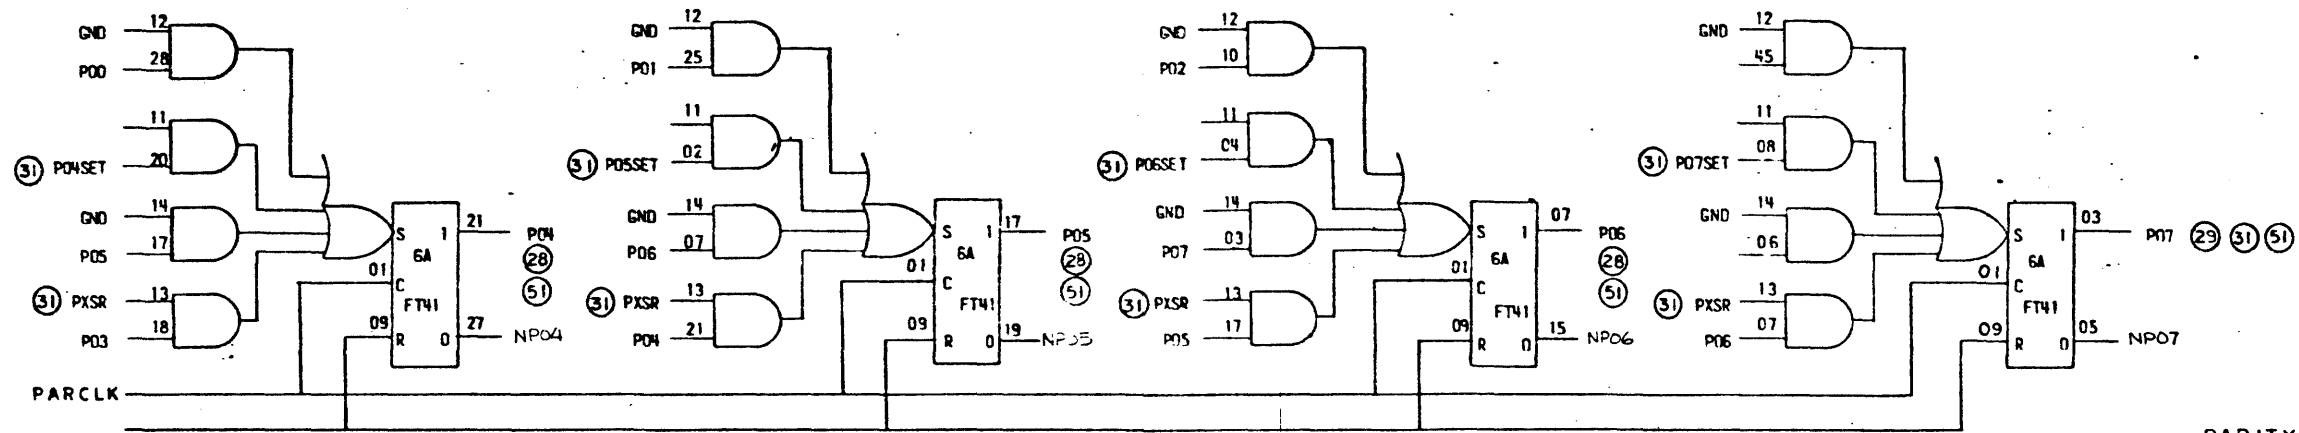 GND 12
P00 28
11
31 P04SET 20
GND 14
P05 17
31 PXSR 13
P03 18
S 1 21 P04
6A
28
01 C
51
FT41
09 R 0 27 NP04
GND 12
P01 25
11
31 P05SET 02
GND 14
P06 07
31 PXSR 13
P04 21
S 1 17 P05
6A
28
01 C
51
FT41
09 R 0 19 NP05
GND 12
P02 10
11
31 P06SET 04
GND 14
P07 03
31 PXSR 13
P05 17
S 1 07 P06
6A
28
01 C
51
FT41
09 R 0 15 NP06
GND 12
45
11
31 P07SET 08
GND 14
06
31 PXSR 13
P06 07
S 1 03 P07 29 31 51
6A
01 C
FT41
09 R 0 05 NP07
PARCLK